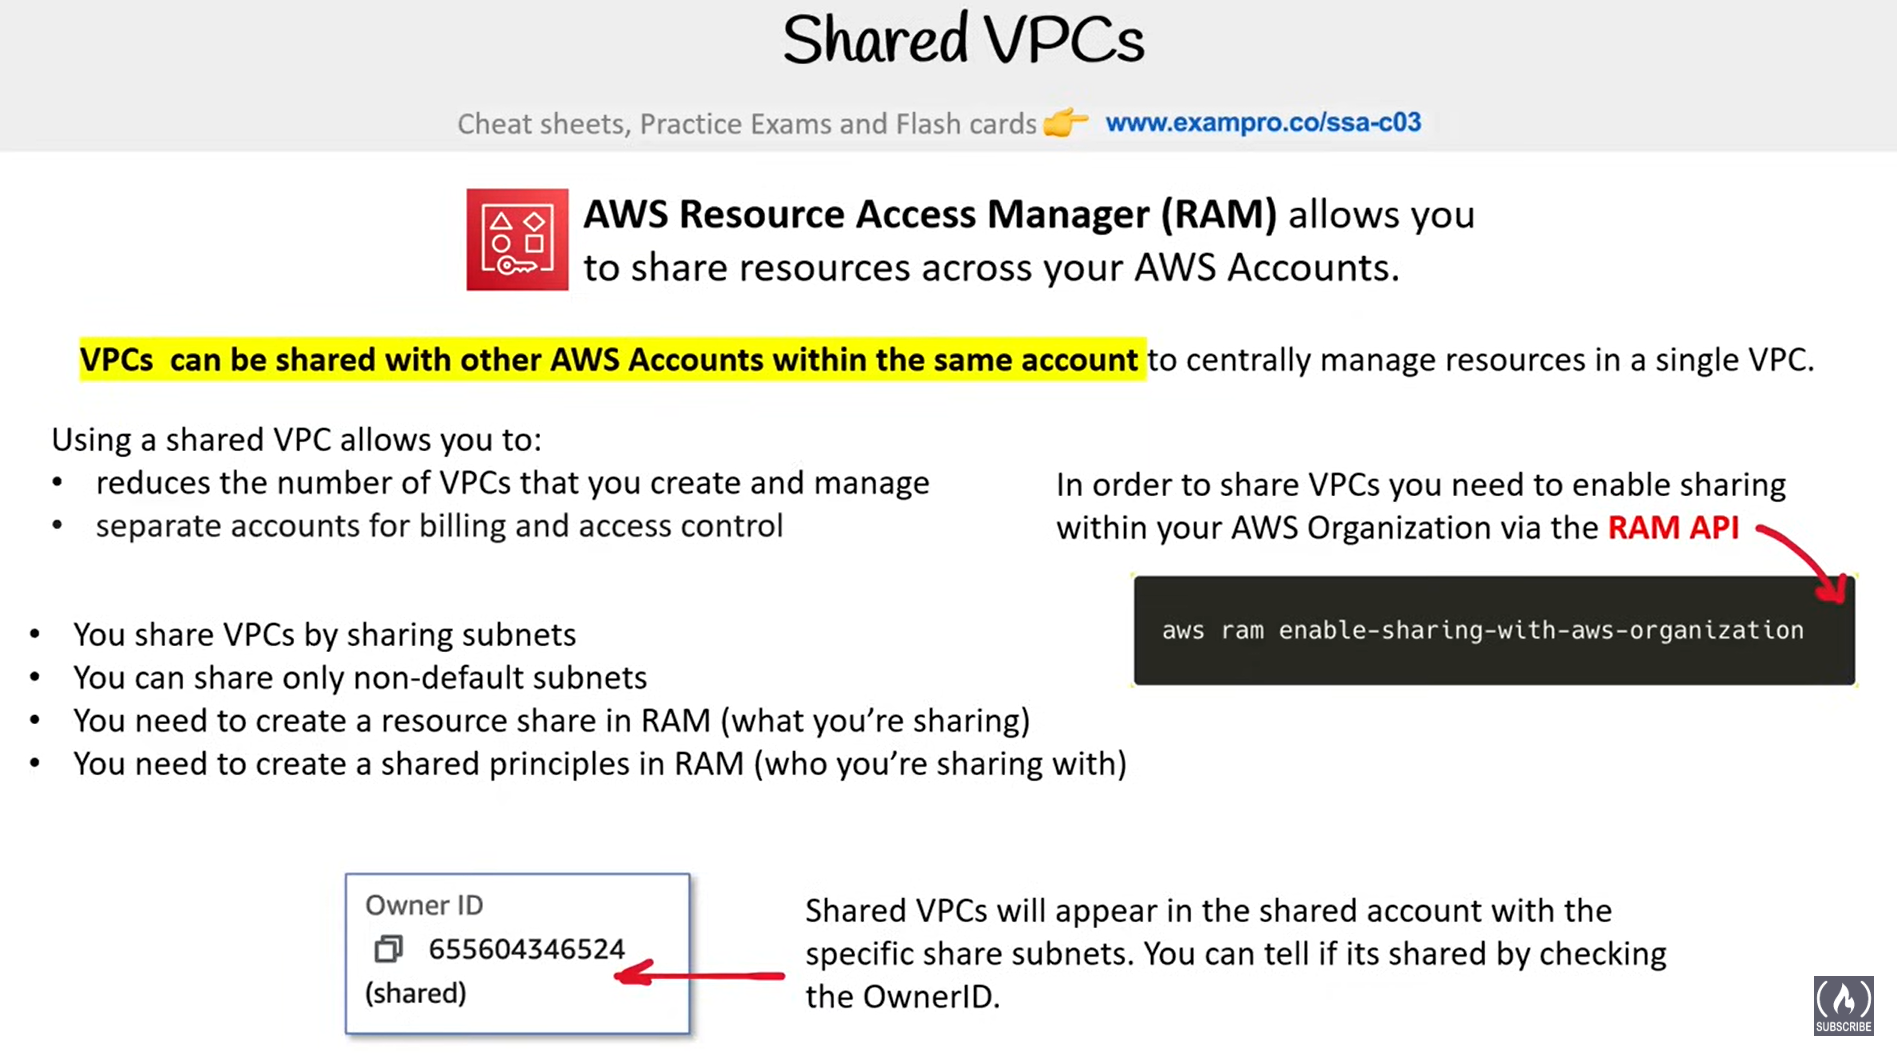 Shared VPCs
Cheat sheets, Practice Exams and Flash cards 👉 www.exampro.co/ssa-c03
AWS Resource Access Manager (RAM) allows you
to share resources across your AWS Accounts.
VPCs  can be shared with other AWS Accounts within the same account to centrally manage resources in a single VPC.
Using a shared VPC allows you to:
• reduces the number of VPCs that you create and manage
• separate accounts for billing and access control
In order to share VPCs you need to enable sharing
within your AWS Organization via the RAM API
aws ram enable-sharing-with-aws-organization
• You share VPCs by sharing subnets
• You can share only non-default subnets
• You need to create a resource share in RAM (what you’re sharing)
• You need to create a shared principles in RAM (who you’re sharing with)
Owner ID
655604346524
(shared)
Shared VPCs will appear in the shared account with the
specific share subnets. You can tell if its shared by checking
the OwnerID.
SUBSCRIBE